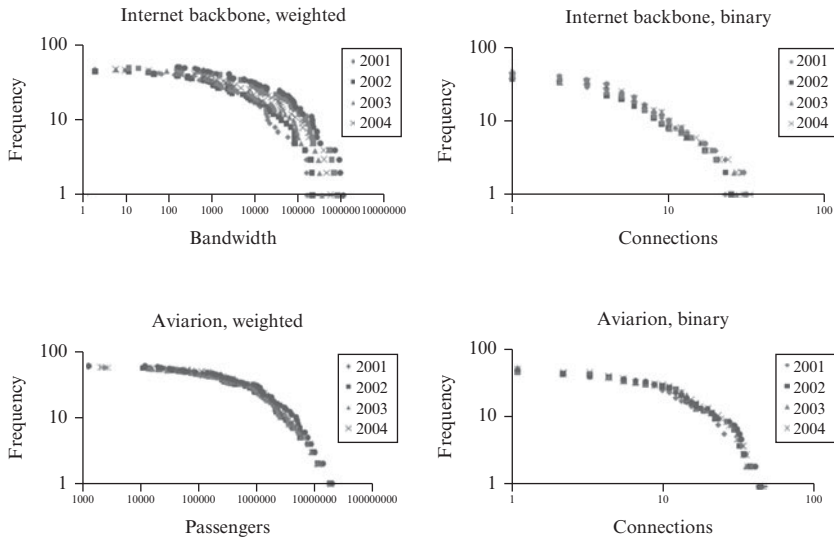 Internet backbone, weighted
Frequency
100
10
1
1 10 100 1000 10000 100000 1000000 10000000
Bandwidth
2001
2002
2003
2004
Internet backbone, binary
Frequency
100
10
1
1 10 100
Connections
2001
2002
2003
2004
Aviarion, weighted
Frequency
100
10
1
1000 10000 100000 1000000 10000000 100000000
Passengers
2001
2002
2003
2004
Aviarion, binary
Frequency
100
10
1
1 10 100
Connections
2001
2002
2003
2004